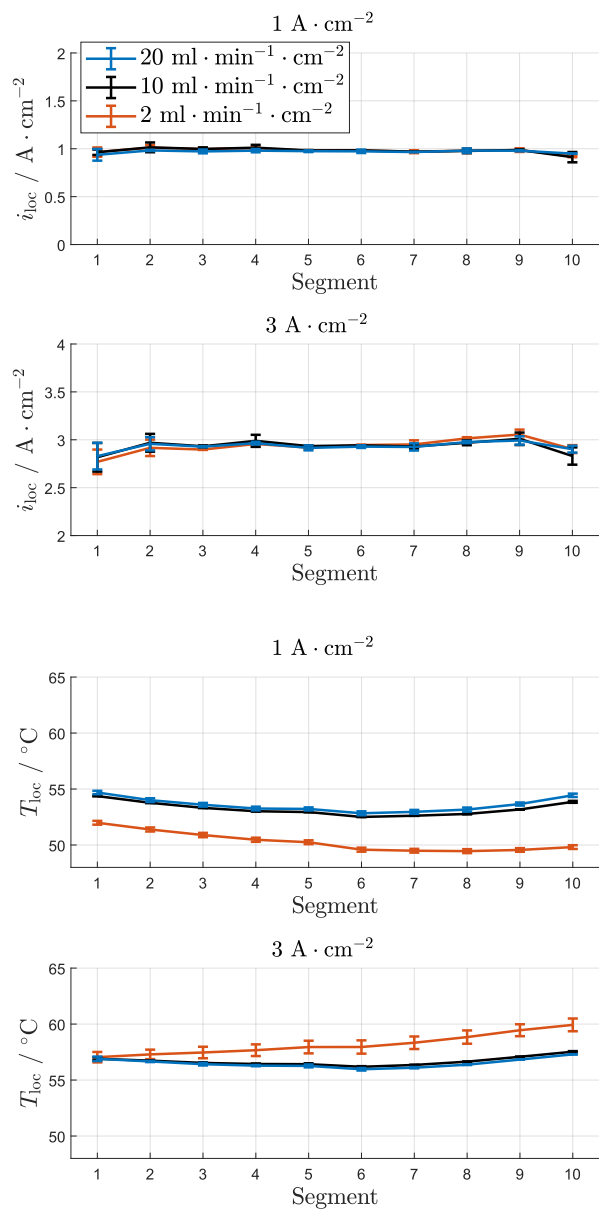 1 A · cm⁻²
2
1.5
1
0.5
0
i_loc / A · cm⁻²
20 ml · min⁻¹ · cm⁻²
10 ml · min⁻¹ · cm⁻²
2 ml · min⁻¹ · cm⁻²
1 2 3 4 5 6 7 8 9 10
Segment
3 A · cm⁻²
4
3.5
3
2.5
2
i_loc / A · cm⁻²
1 2 3 4 5 6 7 8 9 10
Segment
1 A · cm⁻²
65
60
55
50
T_loc / °C
1 2 3 4 5 6 7 8 9 10
Segment
3 A · cm⁻²
65
60
55
50
T_loc / °C
1 2 3 4 5 6 7 8 9 10
Segment